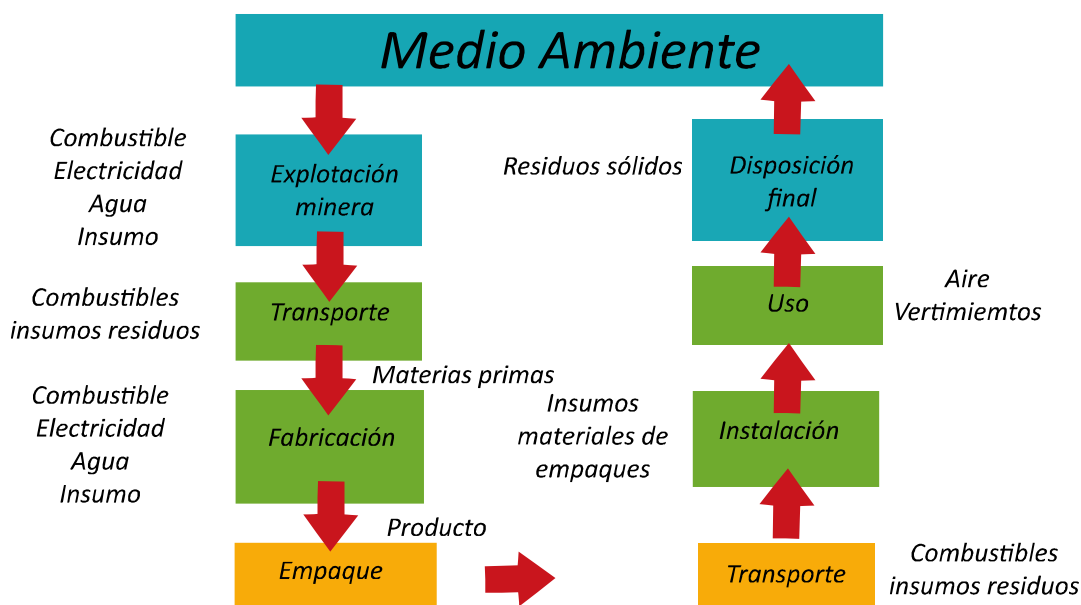 Medio Ambiente
Combustible
Electricidad
Agua
Insumo
Explotación
minera
Combustibles
insumos residuos
Transporte
Materias primas
Combustible
Electricidad
Agua
Insumo
Fabricación
Producto
Empaque
Residuos sólidos
Disposición
final
Uso
Aire
Vertimiemtos
Insumos
materiales de
empaques
Instalación
Transporte
Combustibles
insumos residuos